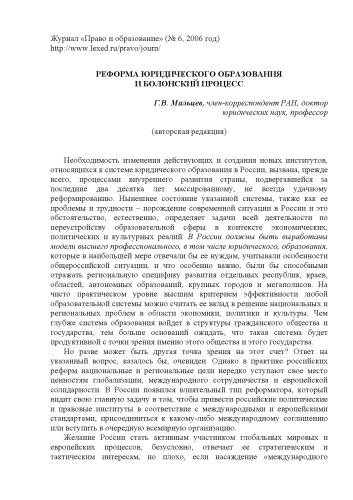 Журнал «Право и образование» (№ 6, 2006 год)
http://www.lexed.ru/pravo/journ/
РЕФОРМА ЮРИДИЧЕСКОГО ОБРАЗОВАНИЯ
И БОЛОНСКИЙ ПРОЦЕСС
Г.В. Мальцев, член-корреспондент РАН, доктор
юридических наук, профессор
(авторская редакция)
Необходимость изменения действующих и создания новых институтов,
относящихся к системе юридического образования в России, вызвана, прежде
всего, процессами внутреннего развития страны, подвергавшейся за
последние два десятка лет массированному, не всегда удачному
реформированию. Нынешнее состояние указанной системы, также как ее
проблемы и трудности – порождение современной ситуации в России и это
обстоятельство, естественно, определяет задачи всей деятельности по
переустройству образовательной сферы в контексте экономических,
политических и культурных реалий. В России должны быть выработаны
модели высшего профессионального, в том числе юридического, образования,
которые в наибольшей мере отвечали бы ее нуждам, учитывали особенности
общероссийской ситуации, и что особенно важно, были бы способными
отражать региональную специфику развития отдельных республик, краев,
областей, автономных образований, крупных городов и мегаполисов. На
чисто практическом уровне высшим критерием эффективности любой
образовательной системы можно считать ее вклад в решение национальных и
региональных проблем в области экономики, политики и культуры. Чем
глубже система образования войдет в структуры гражданского общества и
государства, тем больше оснований ожидать, что такая система будет
продуктивной с точки зрения именно этого общества и этого государства.
Но разве может быть другая точка зрения на этот счет? Ответ на
указанный вопрос, казалось бы, очевиден. Однако в практике российских
реформ национальные и региональные цели нередко уступают свое место
ценностям глобализации, международного сотрудничества и европейской
солидарности. В России появился влиятельный тип реформатора, который
видит свою главную задачу в том, чтобы привести российские политические
и правовые институты в соответствие с международными и европейскими
стандартами, присоединиться к какому-либо международному соглашению
или вступить в очередную всемирную организацию.
Желание России стать активным участником глобальных мировых и
европейских процессов, безусловно, отвечает ее стратегическим и
тактическим интересам, но плохо, если насаждение «международного